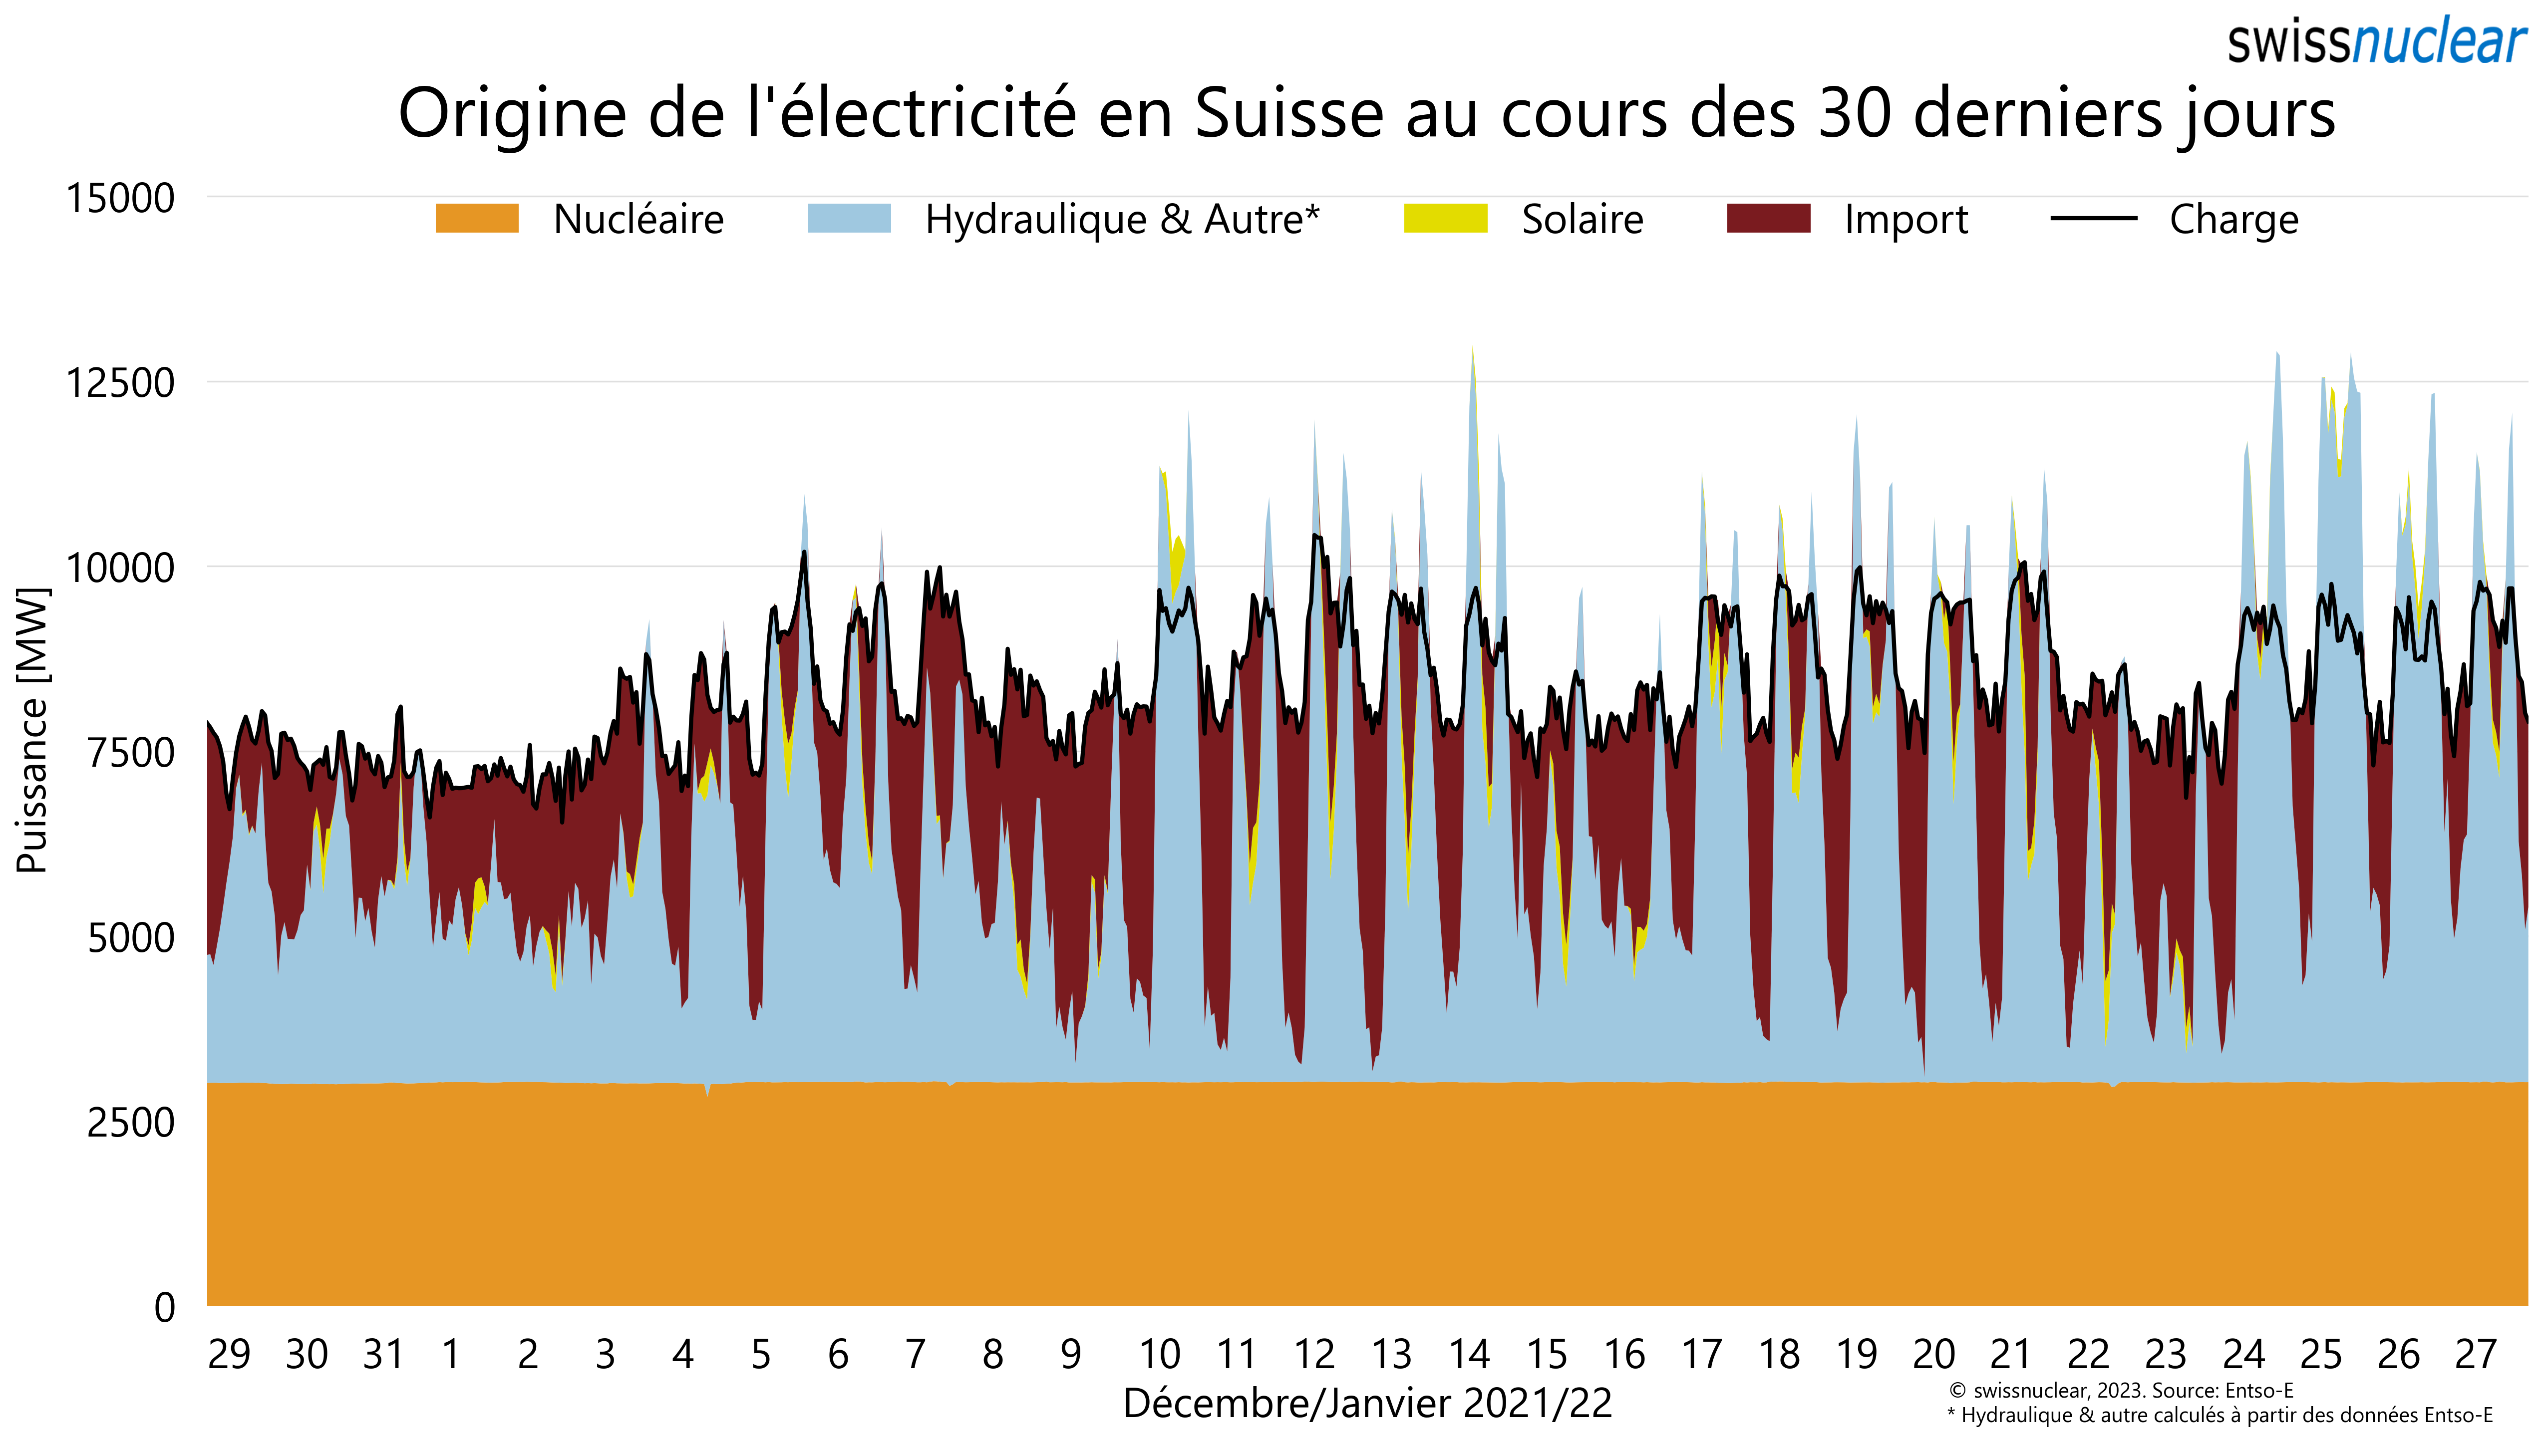 swissnuclear
Origine de l'électricité en Suisse au cours des 30 derniers jours
15000
Nucléaire Hydraulique & Autre* Solaire Import Charge
12500
10000
7500
5000
2500
0
Puissance [MW]
29 30 31 1 2 3 4 5 6 7 8 9 10 11 12 13 14 15 16 17 18 19 20 21 22 23 24 25 26 27
Décembre/Janvier 2021/22
© swissnuclear, 2023. Source: Entso-E
* Hydraulique & autre calculés à partir des données Entso-E